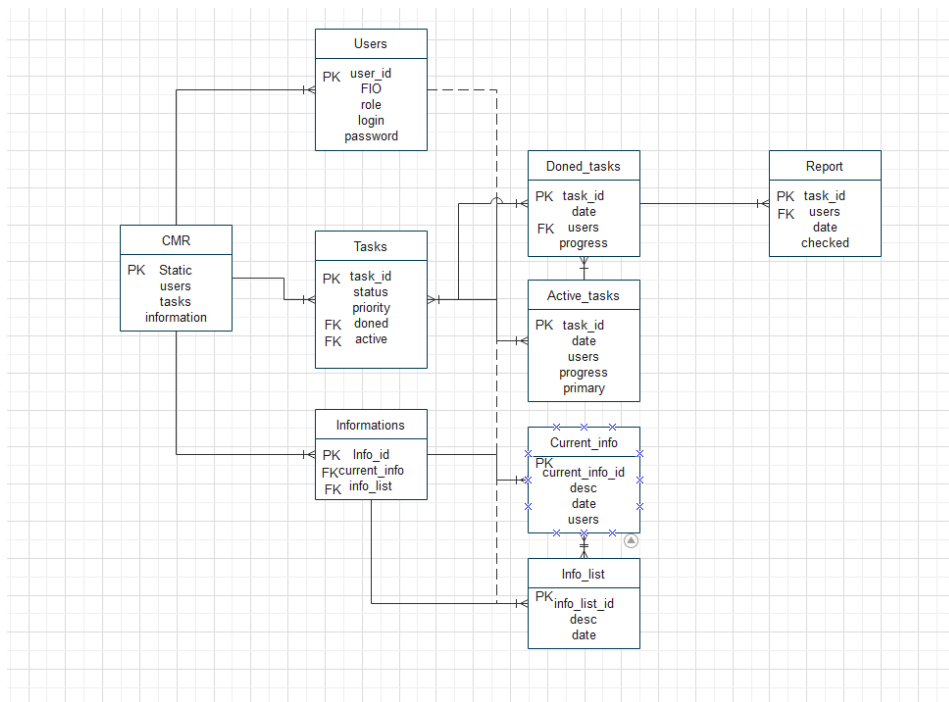 Users
PK user_id
FIO
role
login
password
CMR
PK Static
users
tasks
information
Tasks
PK task_id
status
priority
FK doned
FK active
Informations
PK Info_id
FK current_info
FK info_list
Doned_tasks
PK task_id
date
FK users
progress
Active_tasks
PK task_id
date
users
progress
primary
Current_info
PK
current_info_id
desc
date
users
Info_list
PK info_list_id
desc
date
Report
PK task_id
FK users
date
checked